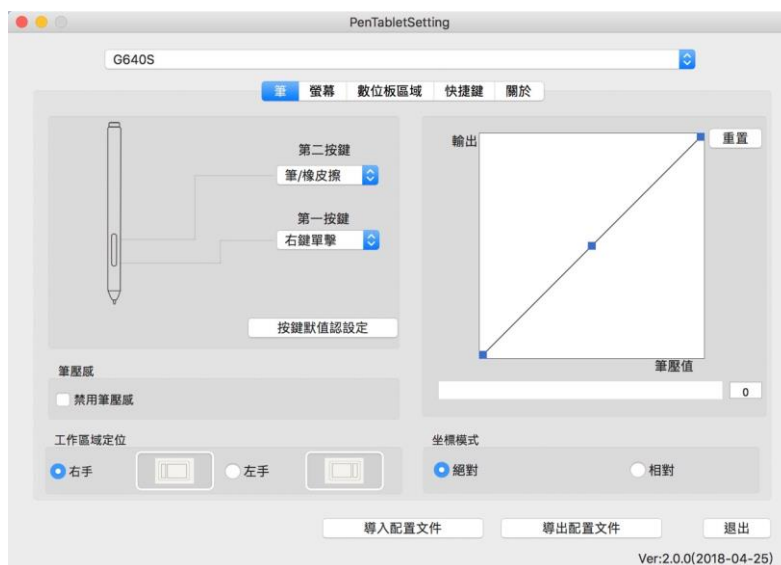 PenTabletSetting
G640S
筆 螢幕 數位板區域 快捷鍵 關於
第二按鍵
筆/橡皮擦
第一按鍵
右鍵單擊
按鍵默值認設定
輸出
重置
筆壓值
0
筆壓感
禁用筆壓感
工作區域定位
右手 左手
坐標模式
絕對 相對
導入配置文件 導出配置文件 退出
Ver:2.0.0(2018-04-25)